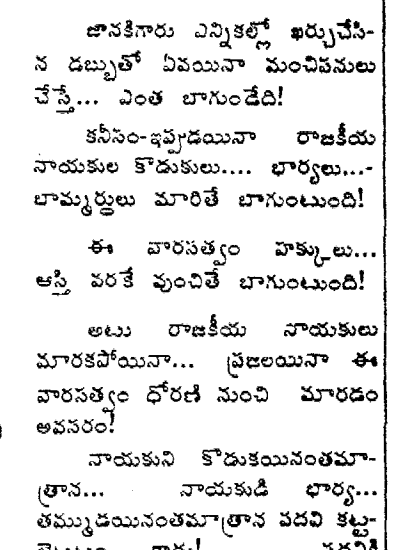 జానకిగారు ఎన్నికల్లో ఖర్చుచేసి-
న డబ్బుతో ఏవయినా మంచిపనులు
చేస్తే... ఎంత బాగుండేది!
కనీసం-ఇప్పుడయినా రాజకీయ
నాయకుల కొడుకులు.... భార్యలు...-
బామ్మర్దులు మారితే బాగుంటుంది!
ఈ వారసత్వం హక్కులు...
ఆస్తి వరకే వుంచితే బాగుంటుంది!
అటు రాజకీయ నాయకులు
మారకపోయినా... ప్రజలయినా ఈ
వారసత్వం ధోరణి నుంచి మారడం
అవసరం!
నాయకుని కొడుకయినంతమా-
త్రాన... నాయకుడి భార్య...
తమ్ముడయినంతమాత్రాన పదవి కట్ట-